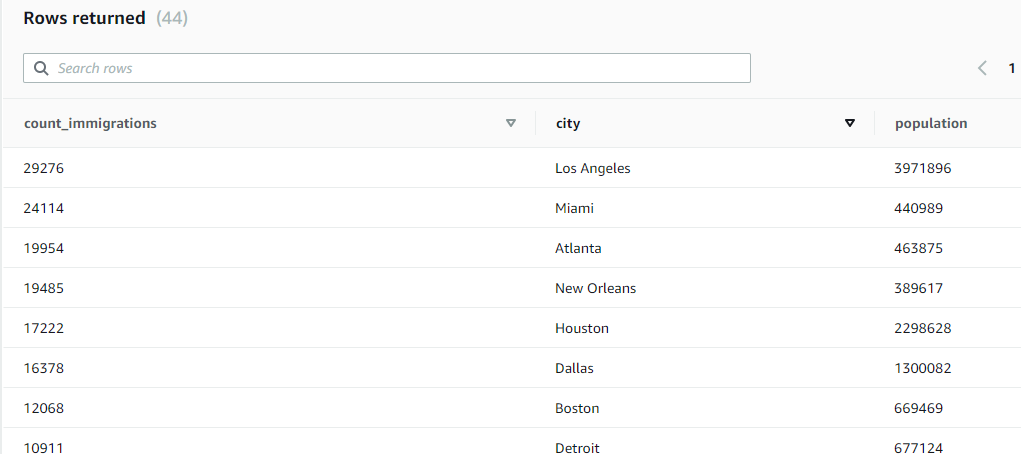 Rows returned (44)
Search rows
1
count_immigrations city population
29276 Los Angeles 3971896
24114 Miami 440989
19954 Atlanta 463875
19485 New Orleans 389617
17222 Houston 2298628
16378 Dallas 1300082
12068 Boston 669469
10911 Detroit 677124